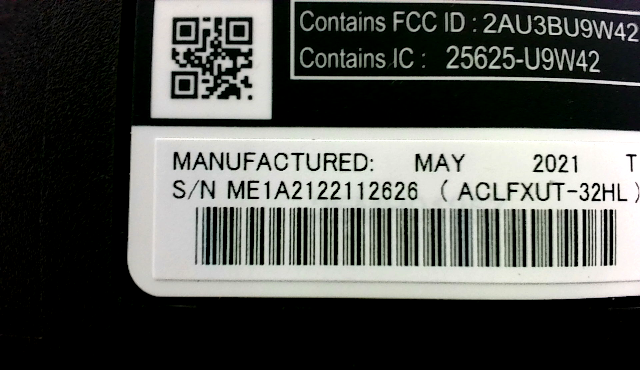 Contains FCC ID : 2AU3BU9W42
Contains IC : 25625-U9W42
MANUFACTURED: MAY 2021 T
S/N ME1A2122112626 ( ACLFXUT-32HL )